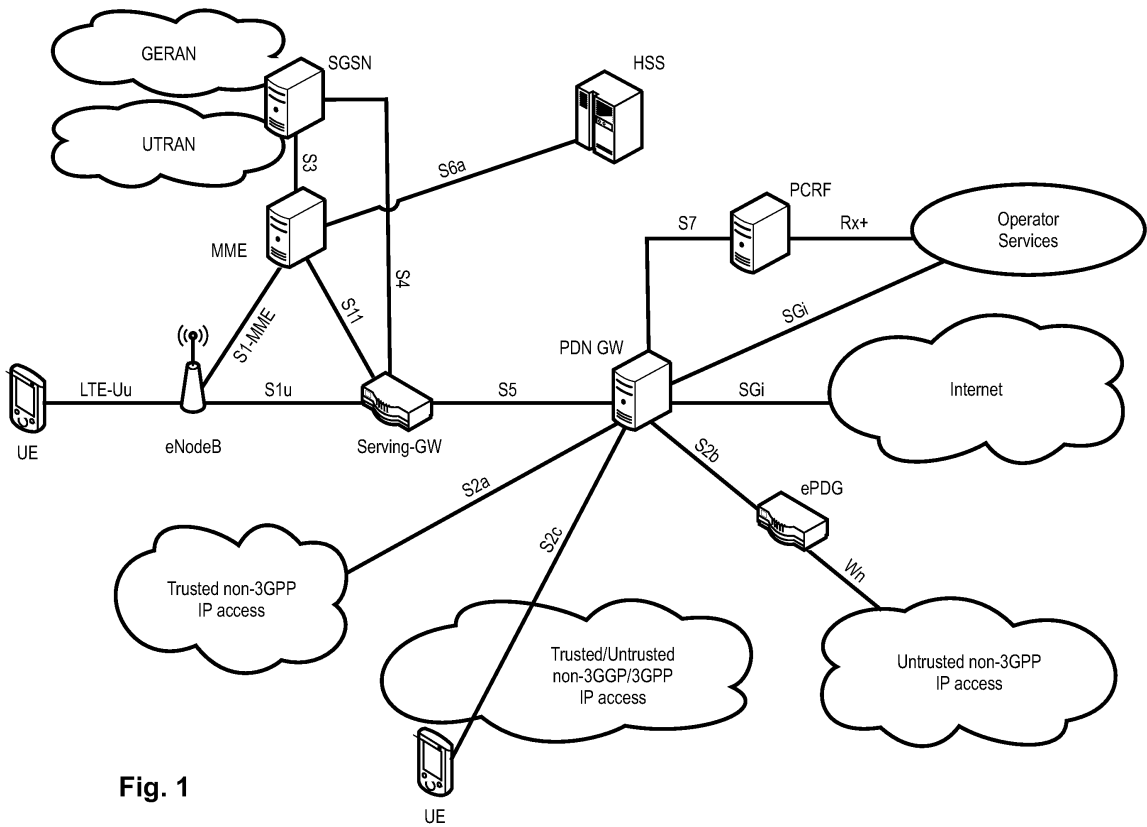 GERAN
SGSN
HSS
UTRAN
S3
S6a
PCRF
MME
S7
Rx+
Operator
Services
S4
S11
S1-MME
SGi
PDN GW
LTE-Uu
S1u
S5
SGi
Internet
UE
eNodeB
Serving-GW
S2b
S2a
ePDG
S2c
Wn
Trusted non-3GPP
IP access
Trusted/Untrusted
non-3GGP/3GPP
IP access
Untrusted non-3GPP
IP access
Fig. 1
UE